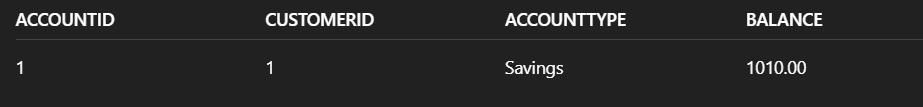 ACCOUNTID CUSTOMERID ACCOUNTTYPE BALANCE
1 1 Savings 1010.00